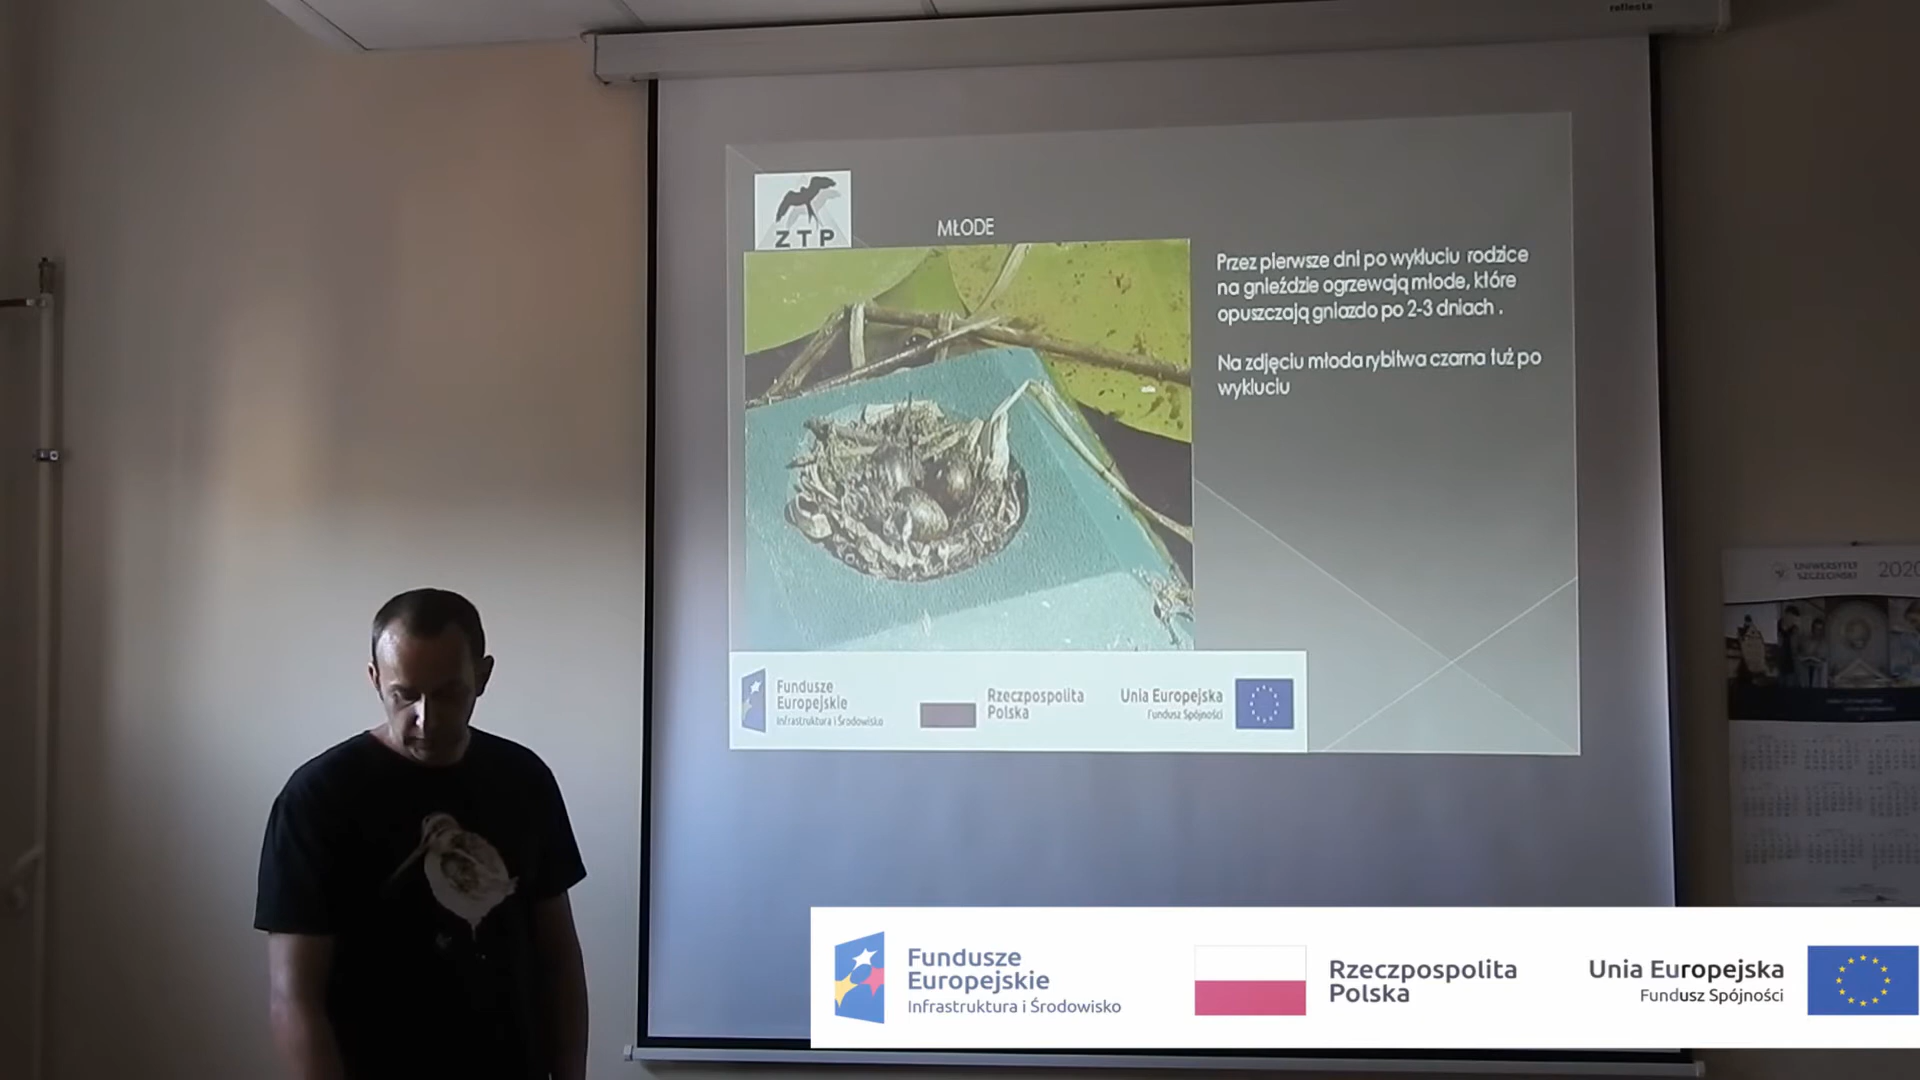 reflecta
ZTP
MŁODE
Przez pierwsze dni po wykluciu rodzice
na gnieździe ogrzewają młode, które
opuszczają gniazdo po 2-3 dniach .
Na zdjęciu młoda rybitwa czarna tuż po
wykluciu
Fundusze
Europejskie
Infrastruktura i Środowisko
Rzeczpospolita
Polska
Unia Europejska
Fundusz Spójności
UNIWERSYTET
SZCZECIŃSKI
2020
Fundusze
Europejskie
Infrastruktura i Środowisko
Rzeczpospolita
Polska
Unia Europejska
Fundusz Spójności